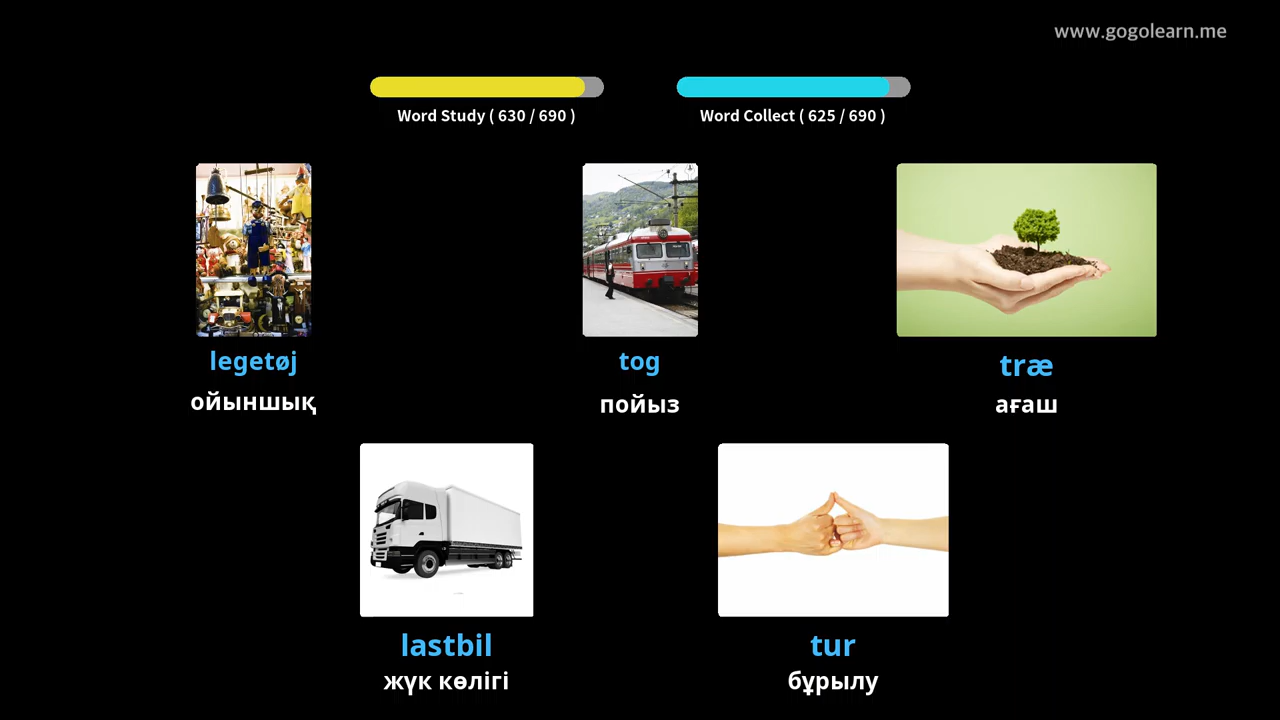 www.gogolearn.me
Word Study ( 630 / 690 )
Word Collect ( 625 / 690 )
legetøj
tog
træ
ойыншық
пойыз
ағаш
lastbil
tur
жүк көлігі
бұрылу